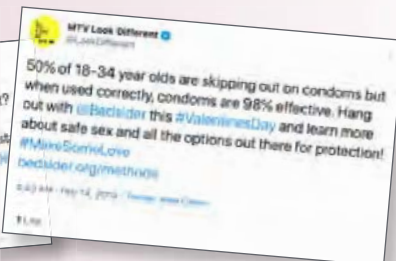 MTV Look Different
@LookDifferent
50% of 18-34 year olds are skipping out on condoms but
when used correctly, condoms are 98% effective. Hang
out with @Bedsider this #ValentinesDay and learn more
about safe sex and all the options out there for protection!
#MakeSomeLove
bedsider.org/methods